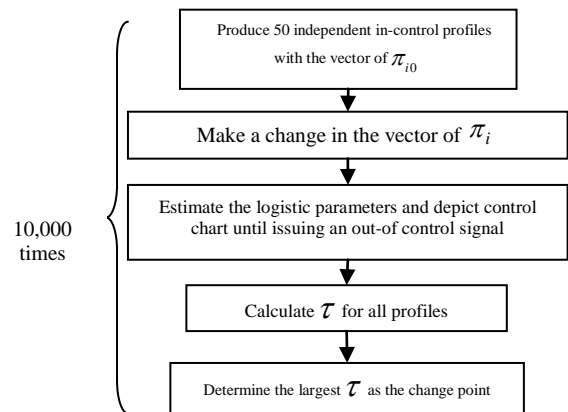 Produce 50 independent in-control profiles
with the vector of π_{i0}
Make a change in the vector of π_i
Estimate the logistic parameters and depict control
chart until issuing an out-of control signal
10,000
times
Calculate τ for all profiles
Determine the largest τ as the change point